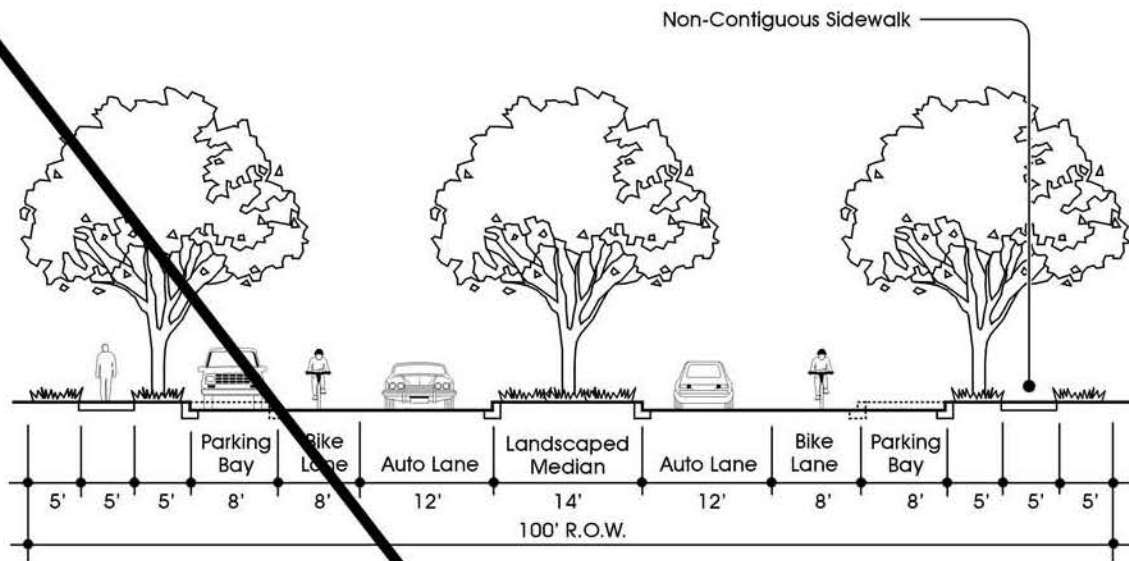 Non-Contiguous Sidewalk
Parking Bike Landscaped Bike Parking
Bay Lane Auto Lane Median Auto Lane Lane Bay
5' 5' 5' 8' 8' 12' 14' 12' 8' 8' 5' 5' 5'
100' R.O.W.